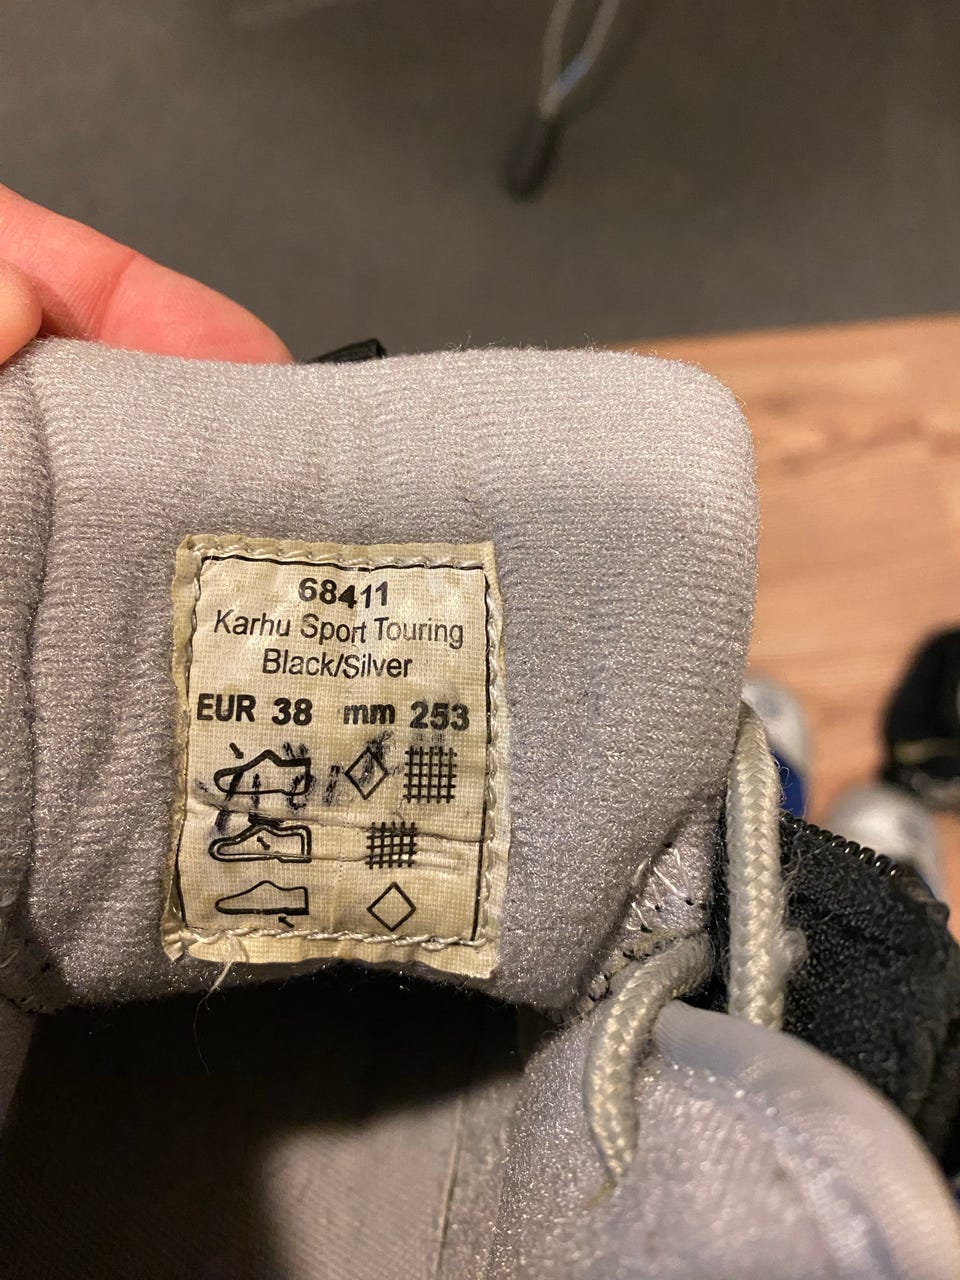 68411
Karhu Sport Touring
Black/Silver
EUR 38 mm 253